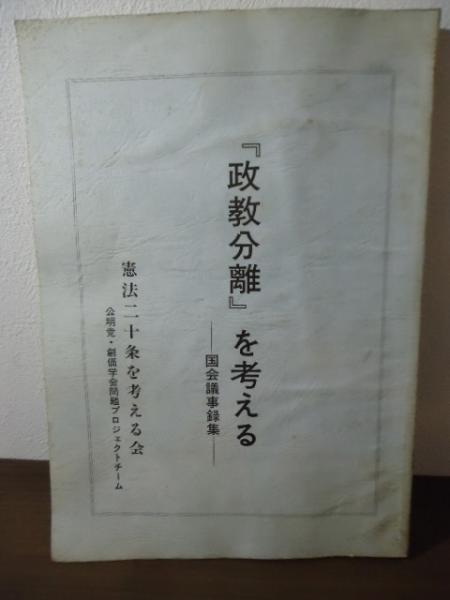 『政教分離』を考える
――国会議事録集――
憲法二十条を考える会
公明党・創価学会問題プロジェクトチーム